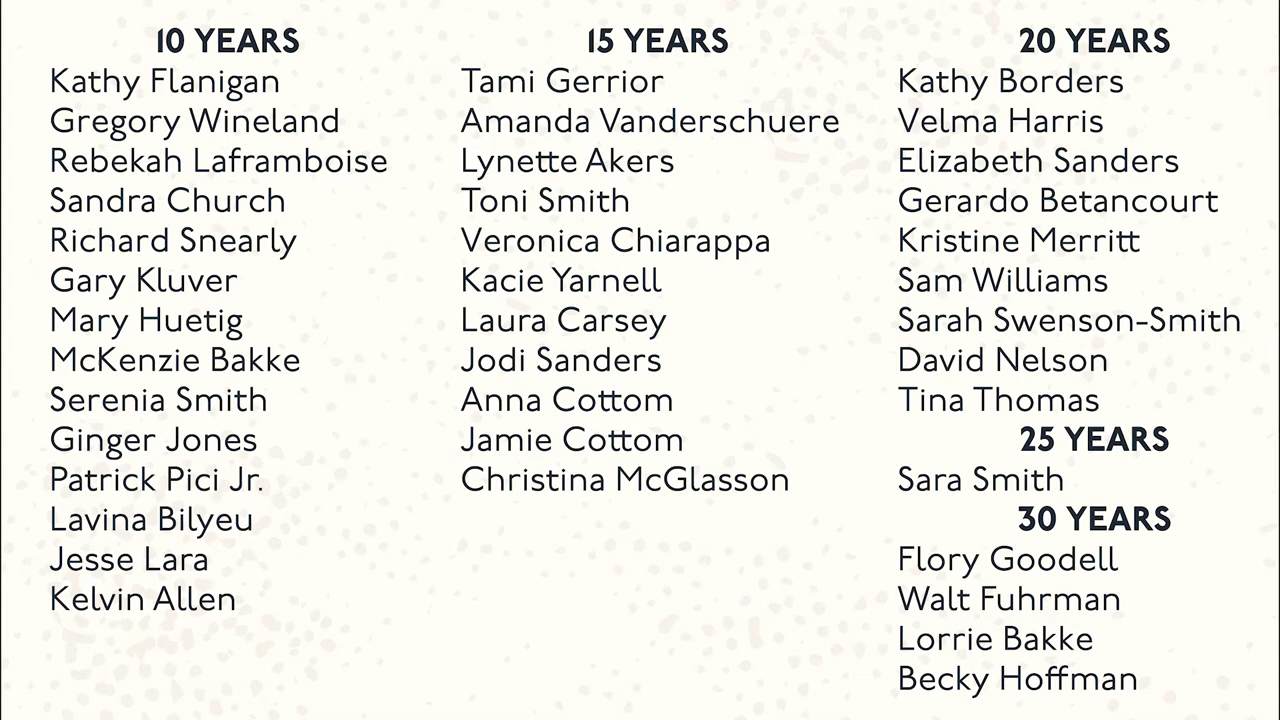 10 YEARS
Kathy Flanigan
Gregory Wineland
Rebekah Laframboise
Sandra Church
Richard Snearly
Gary Kluver
Mary Huetig
McKenzie Bakke
Serenia Smith
Ginger Jones
Patrick Pici Jr.
Lavina Bilyeu
Jesse Lara
Kelvin Allen
15 YEARS
Tami Gerrior
Amanda Vanderschuere
Lynette Akers
Toni Smith
Veronica Chiarappa
Kacie Yarnell
Laura Carsey
Jodi Sanders
Anna Cottom
Jamie Cottom
Christina McGlasson
20 YEARS
Kathy Borders
Velma Harris
Elizabeth Sanders
Gerardo Betancourt
Kristine Merritt
Sam Williams
Sarah Swenson-Smith
David Nelson
Tina Thomas
25 YEARS
Sara Smith
30 YEARS
Flory Goodell
Walt Fuhrman
Lorrie Bakke
Becky Hoffman